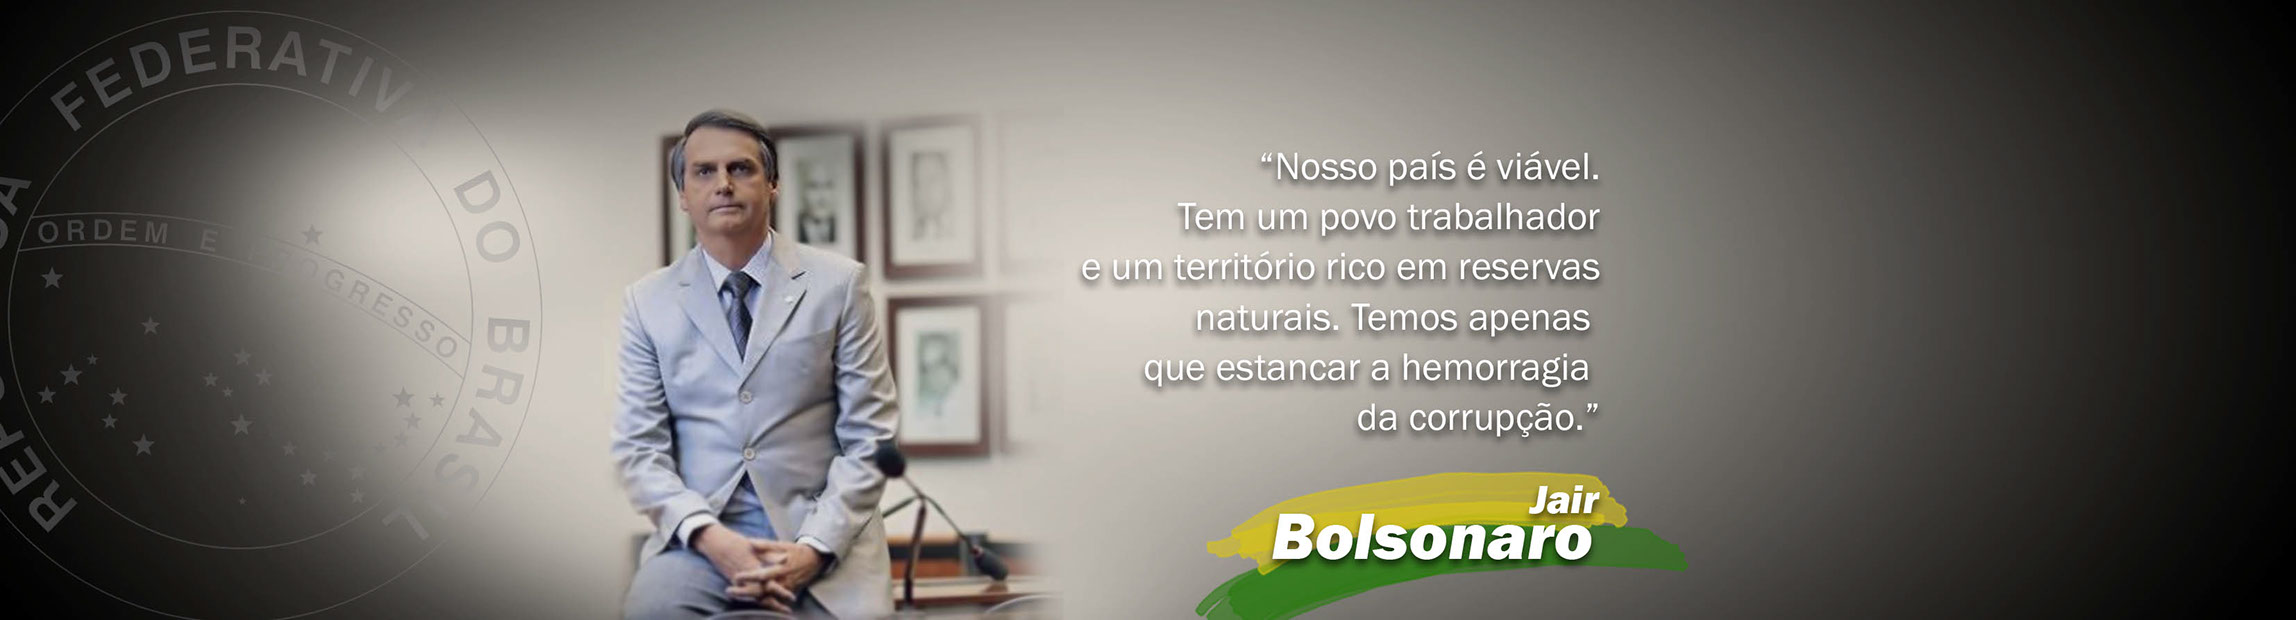 FEDERATIVA DO BRASIL
ORDEM E PROGRESSO
“Nosso país é viável.
Tem um povo trabalhador
e um território rico em reservas
naturais. Temos apenas
que estancar a hemorragia
da corrupção.”
Jair
Bolsonaro